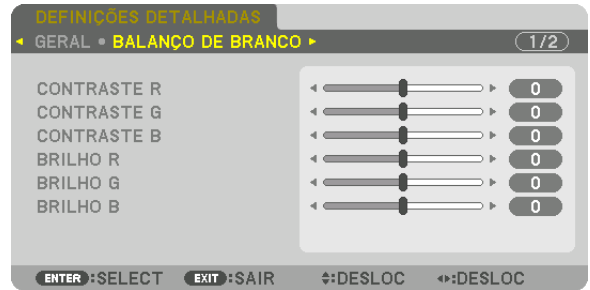 DEFINIÇÕES DETALHADAS
◂ GERAL • BALANÇO DE BRANCO ▸ 1/2
CONTRASTE R 0
CONTRASTE G 0
CONTRASTE B 0
BRILHO R 0
BRILHO G 0
BRILHO B 0
ENTER :SELECT EXIT :SAIR :DESLOC :DESLOC